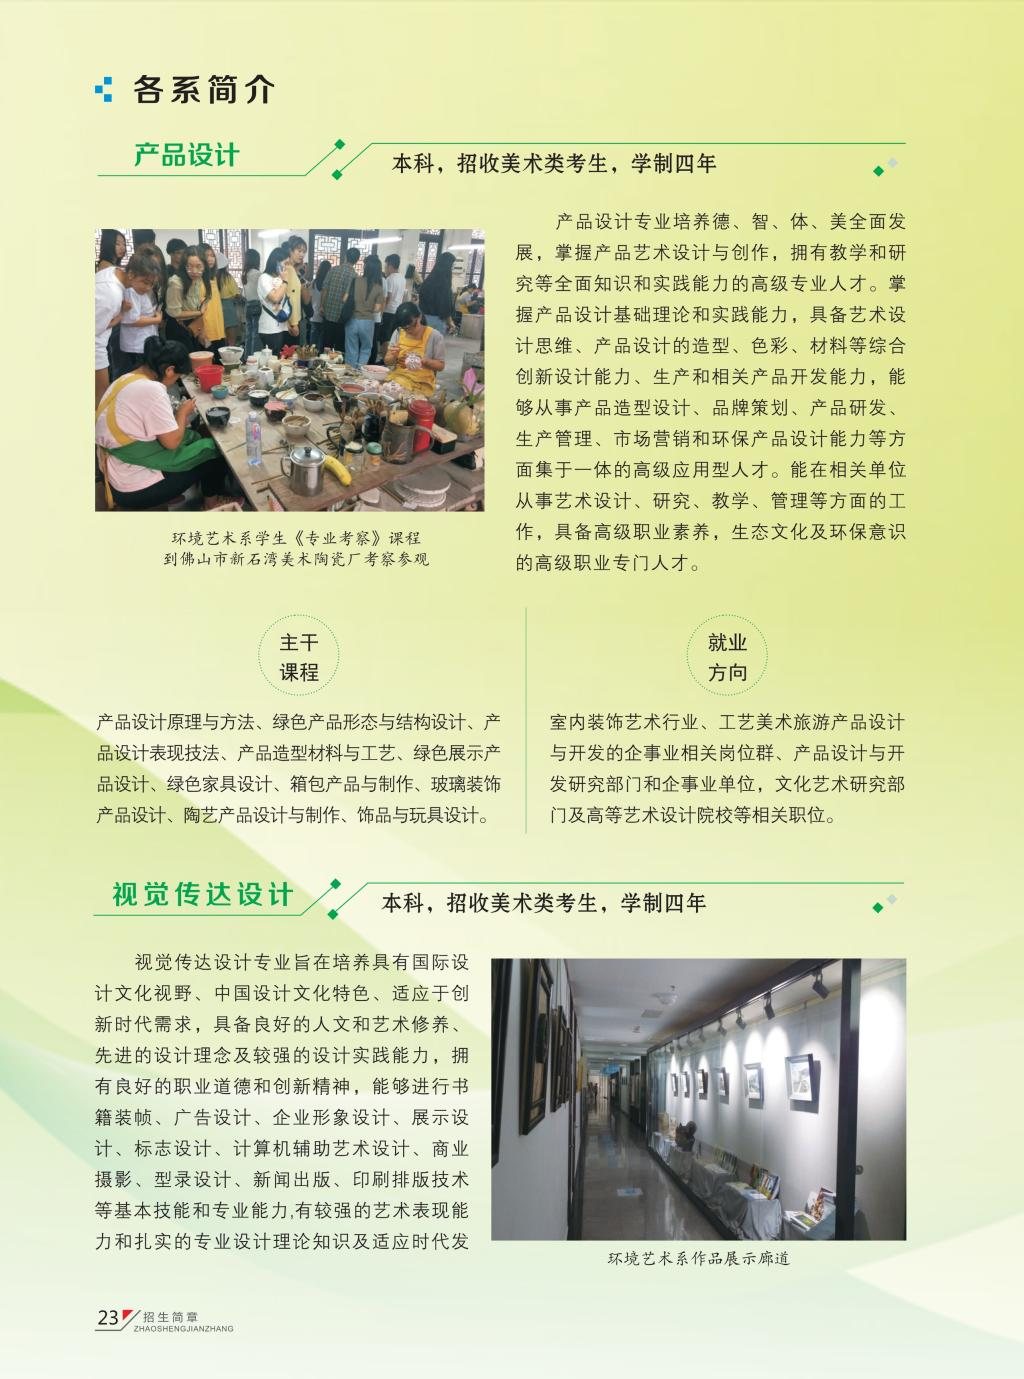 各系简介
产品设计
本科，招收美术类考生，学制四年
产品设计专业培养德、智、体、美全面发
展，掌握产品艺术设计与创作，拥有教学和研
究等全面知识和实践能力的高级专业人才。掌
握产品设计基础理论和实践能力，具备艺术设
计思维、产品设计的造型、色彩、材料等综合
创新设计能力、生产和相关产品开发能力，能
够从事产品造型设计、品牌策划、产品研发、
生产管理、市场营销和环保产品设计能力等方
面集于一体的高级应用型人才。能在相关单位
从事艺术设计、研究、教学、管理等方面的工
作，具备高级职业素养，生态文化及环保意识
的高级职业专门人才。
环境艺术系学生《专业考察》课程
到佛山市新石湾美术陶瓷厂考察参观
主干
课程
产品设计原理与方法、绿色产品形态与结构设计、产
品设计表现技法、产品造型材料与工艺、绿色展示产
品设计、绿色家具设计、箱包产品与制作、玻璃装饰
产品设计、陶艺产品设计与制作、饰品与玩具设计。
就业
方向
室内装饰艺术行业、工艺美术旅游产品设计
与开发的企事业相关岗位群、产品设计与开
发研究部门和企事业单位，文化艺术研究部
门及高等艺术设计院校等相关职位。
视觉传达设计
本科，招收美术类考生，学制四年
视觉传达设计专业旨在培养具有国际设
计文化视野、中国设计文化特色、适应于创
新时代需求，具备良好的人文和艺术修养、
先进的设计理念及较强的设计实践能力，拥
有良好的职业道德和创新精神，能够进行书
籍装帧、广告设计、企业形象设计、展示设
计、标志设计、计算机辅助艺术设计、商业
摄影、型录设计、新闻出版、印刷排版技术
等基本技能和专业能力,有较强的艺术表现能
力和扎实的专业设计理论知识及适应时代发
环境艺术系作品展示廊道
23 招生简章
ZHAOSHENGJIANZHANG